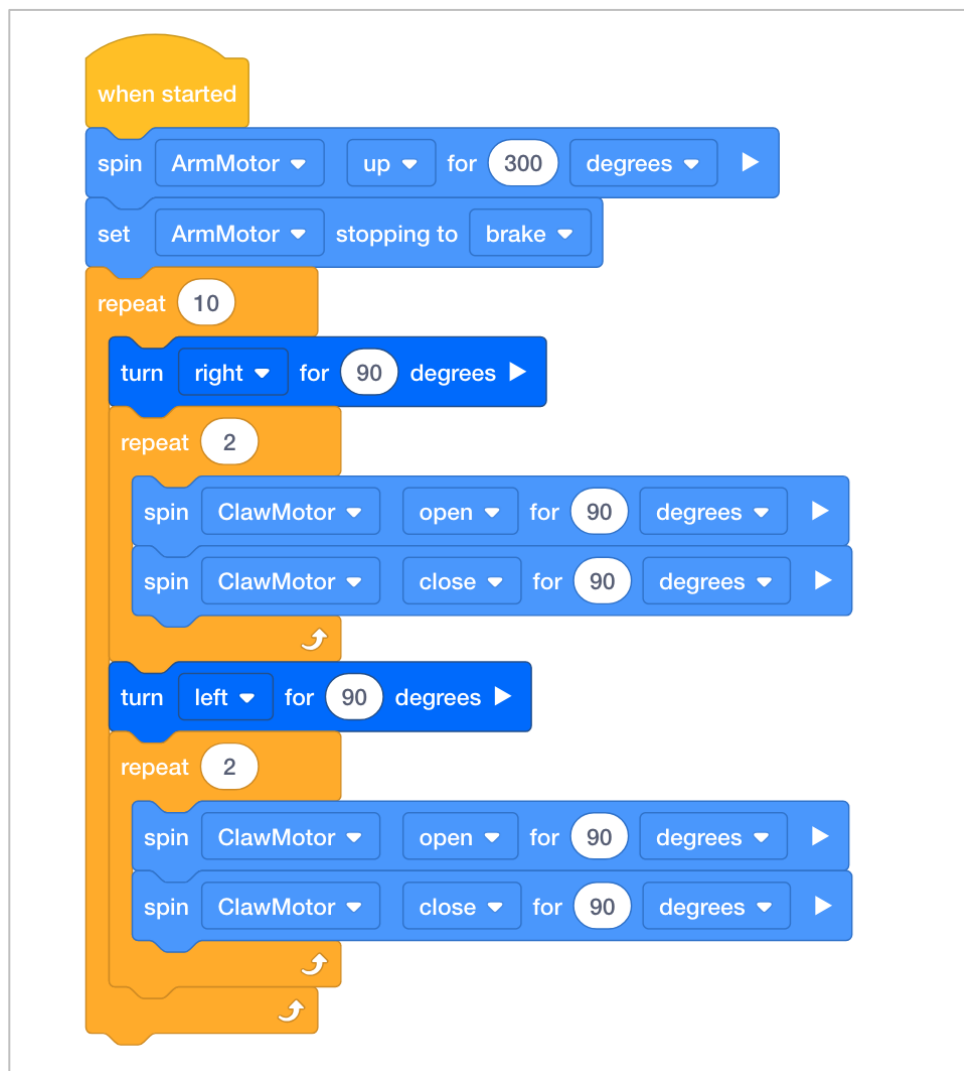 when started
spin ArmMotor up for 300 degrees
set ArmMotor stopping to brake
repeat 10
turn right for 90 degrees
repeat 2
spin ClawMotor open for 90 degrees
spin ClawMotor close for 90 degrees
turn left for 90 degrees
repeat 2
spin ClawMotor open for 90 degrees
spin ClawMotor close for 90 degrees